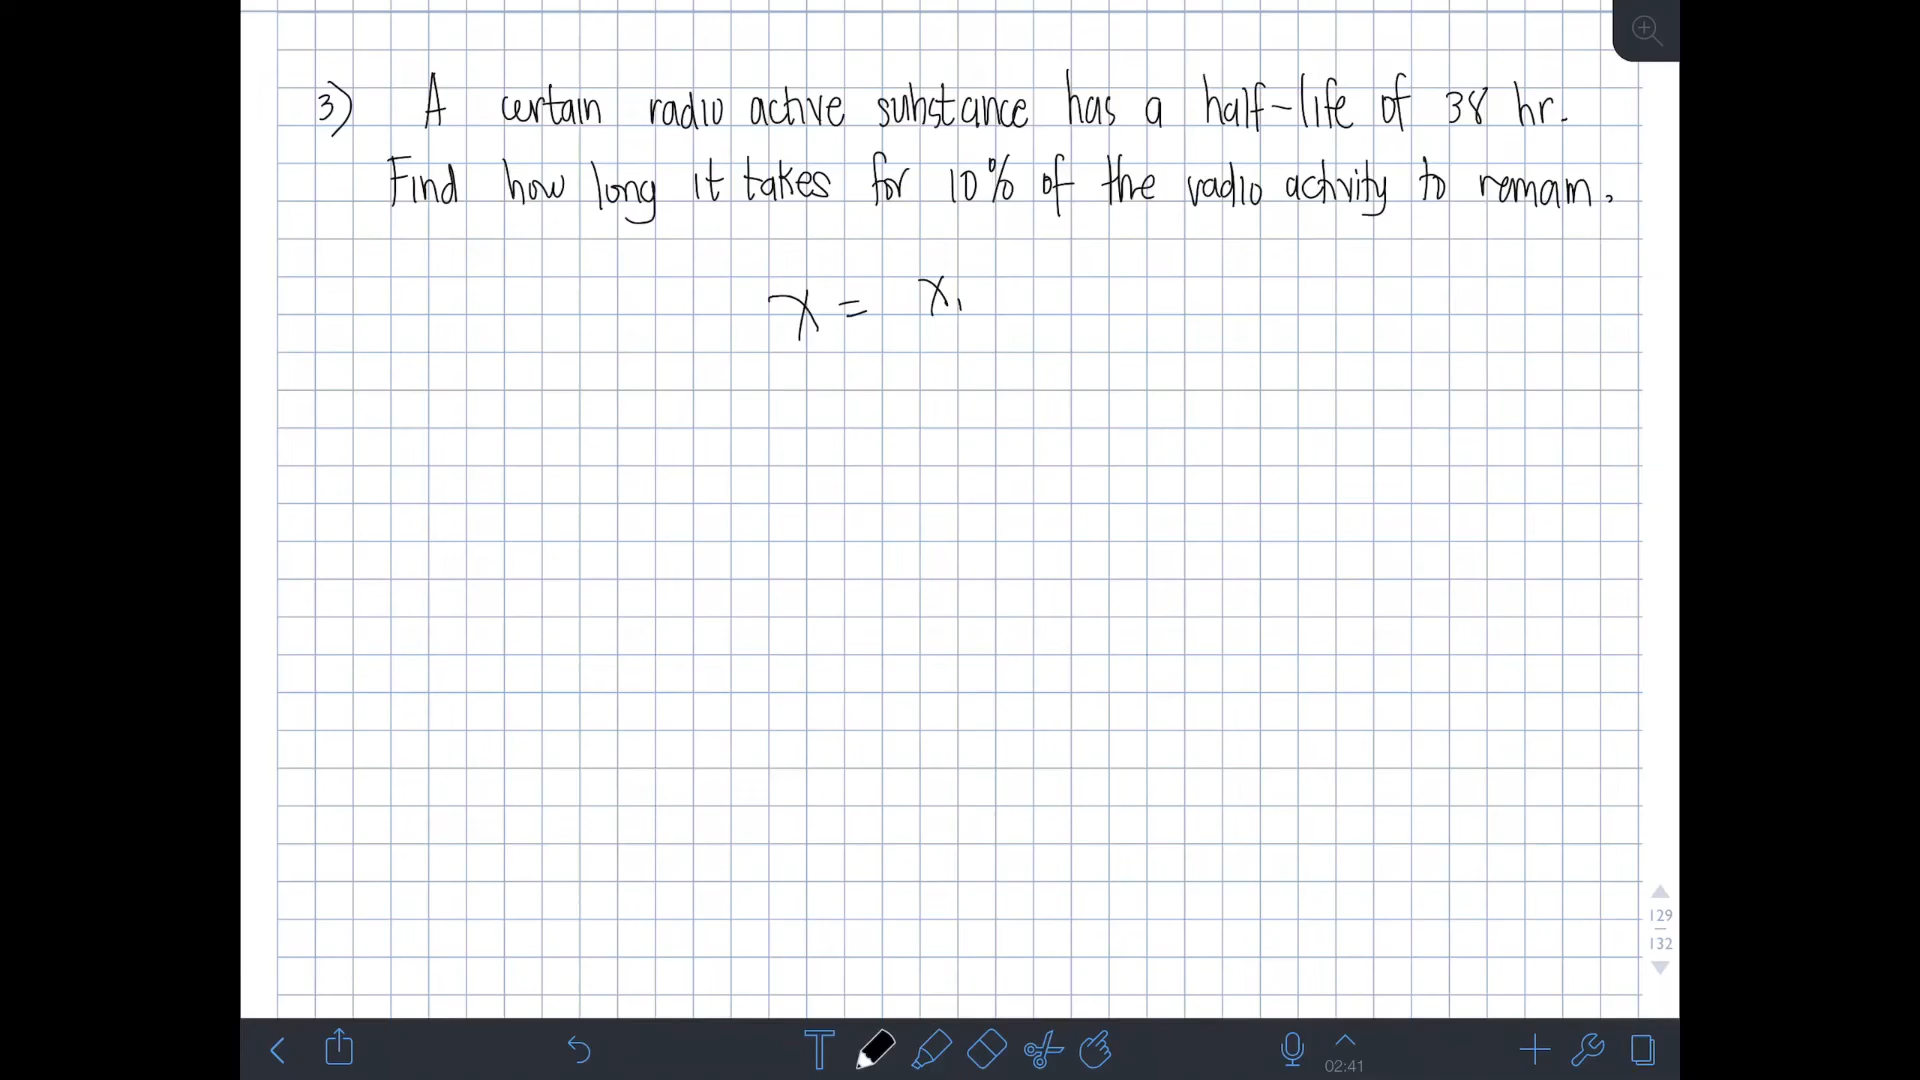 3) A certain radio active substance has a half-life of 38 hr.
Find how long it takes for 10% of the radio activity to remain.
x = x₁
129
132
T
02:41